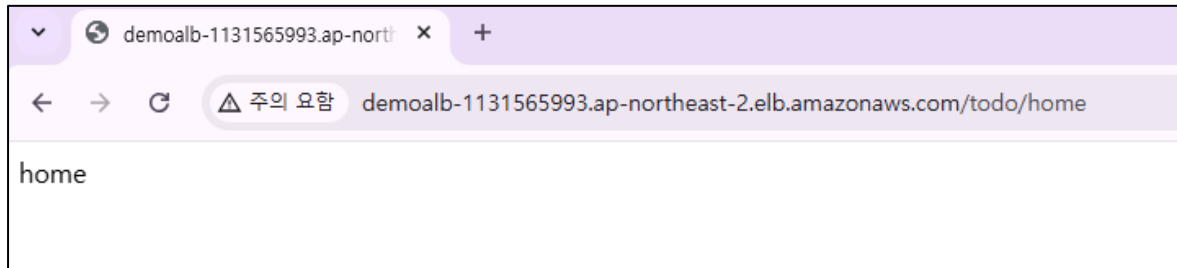 demoalb-1131565993.ap-north
주의 요함 demoalb-1131565993.ap-northeast-2.elb.amazonaws.com/todo/home
home